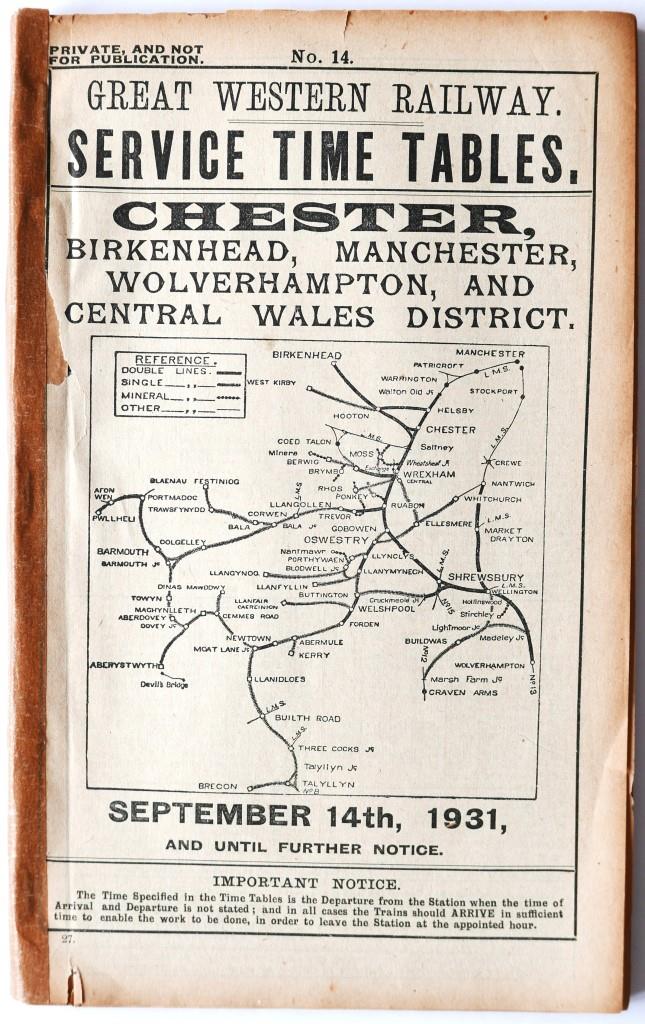 PRIVATE, AND NOT
FOR PUBLICATION.
No. 14.
GREAT WESTERN RAILWAY.
SERVICE TIME TABLES.
CHESTER,
BIRKENHEAD, MANCHESTER,
WOLVERHAMPTON, AND
CENTRAL WALES DISTRICT.
REFERENCE.
DOUBLE LINES.
SINGLE „ „
MINERAL „ „
OTHER „ „
BIRKENHEAD
MANCHESTER
PATRICROFT
L.M.S.
WARRINGTON
WEST KIRBY
Walton Old Jc
STOCKPORT
HELSBY
HOOTON
CHESTER
L.M.S.
L.M.S.
COED TALON
Saltney
Minera
MOSS
BERWIG
Wheatsheaf Jc
CREWE
BRYMBO
Exchange
WREXHAM
CENTRAL
BLAENAU FESTINIOG
RHOS
NANTWICH
L.M.S.
PONKEY
AFON
WEN
PORTMADOC
WHITCHURCH
LLANGOLLEN
RUABON
TRAWSFYNYDD
CORWEN
TREVOR
PWLLHELI
BALA
BALA Jc
GOBOWEN
ELLESMERE
L.M.S.
MARKET
DRAYTON
DOLGELLEY
OSWESTRY
BARMOUTH
Nantmawr
LLYNCLYS
PORTHYWAEN
BARMOUTH Jc
BLODWELL Jc
L.M.S.
LLANGYNOG
LLANYMYNECH
SHREWSBURY
DINAS MAWDDWY
LLANFYLLIN
L.M.S.
WELLINGTON
TOWYN
BUTTINGTON
Cruckmeole Jc
No 15
Hollinswood
LLANFAIR
CAEREINION
MACHYNLLETH
WELSHPOOL
Stirchley
ABERDOVEY
CEMMES ROAD
DOVEY Jc
FORDEN
Lightmoor Jc
NEWTOWN
ABERMULE
BUILDWAS
Madeley Jc
MOAT LANE Jc
KERRY
No 12
ABERYSTWYTH
WOLVERHAMPTON
Devil's Bridge
LLANIDLOES
Marsh Farm Jc
No 13
CRAVEN ARMS
L.M.S.
BUILTH ROAD
L.M.S.
THREE COCKS Jc
Talyllyn Jc
BRECON
TALYLLYN
No 8
SEPTEMBER 14th, 1931,
AND UNTIL FURTHER NOTICE.
IMPORTANT NOTICE.
The Time Specified in the Time Tables is the Departure from the Station when the time of
Arrival and Departure is not stated; and in all cases the Trains should ARRIVE in sufficient
time to enable the work to be done, in order to leave the Station at the appointed hour.
27.